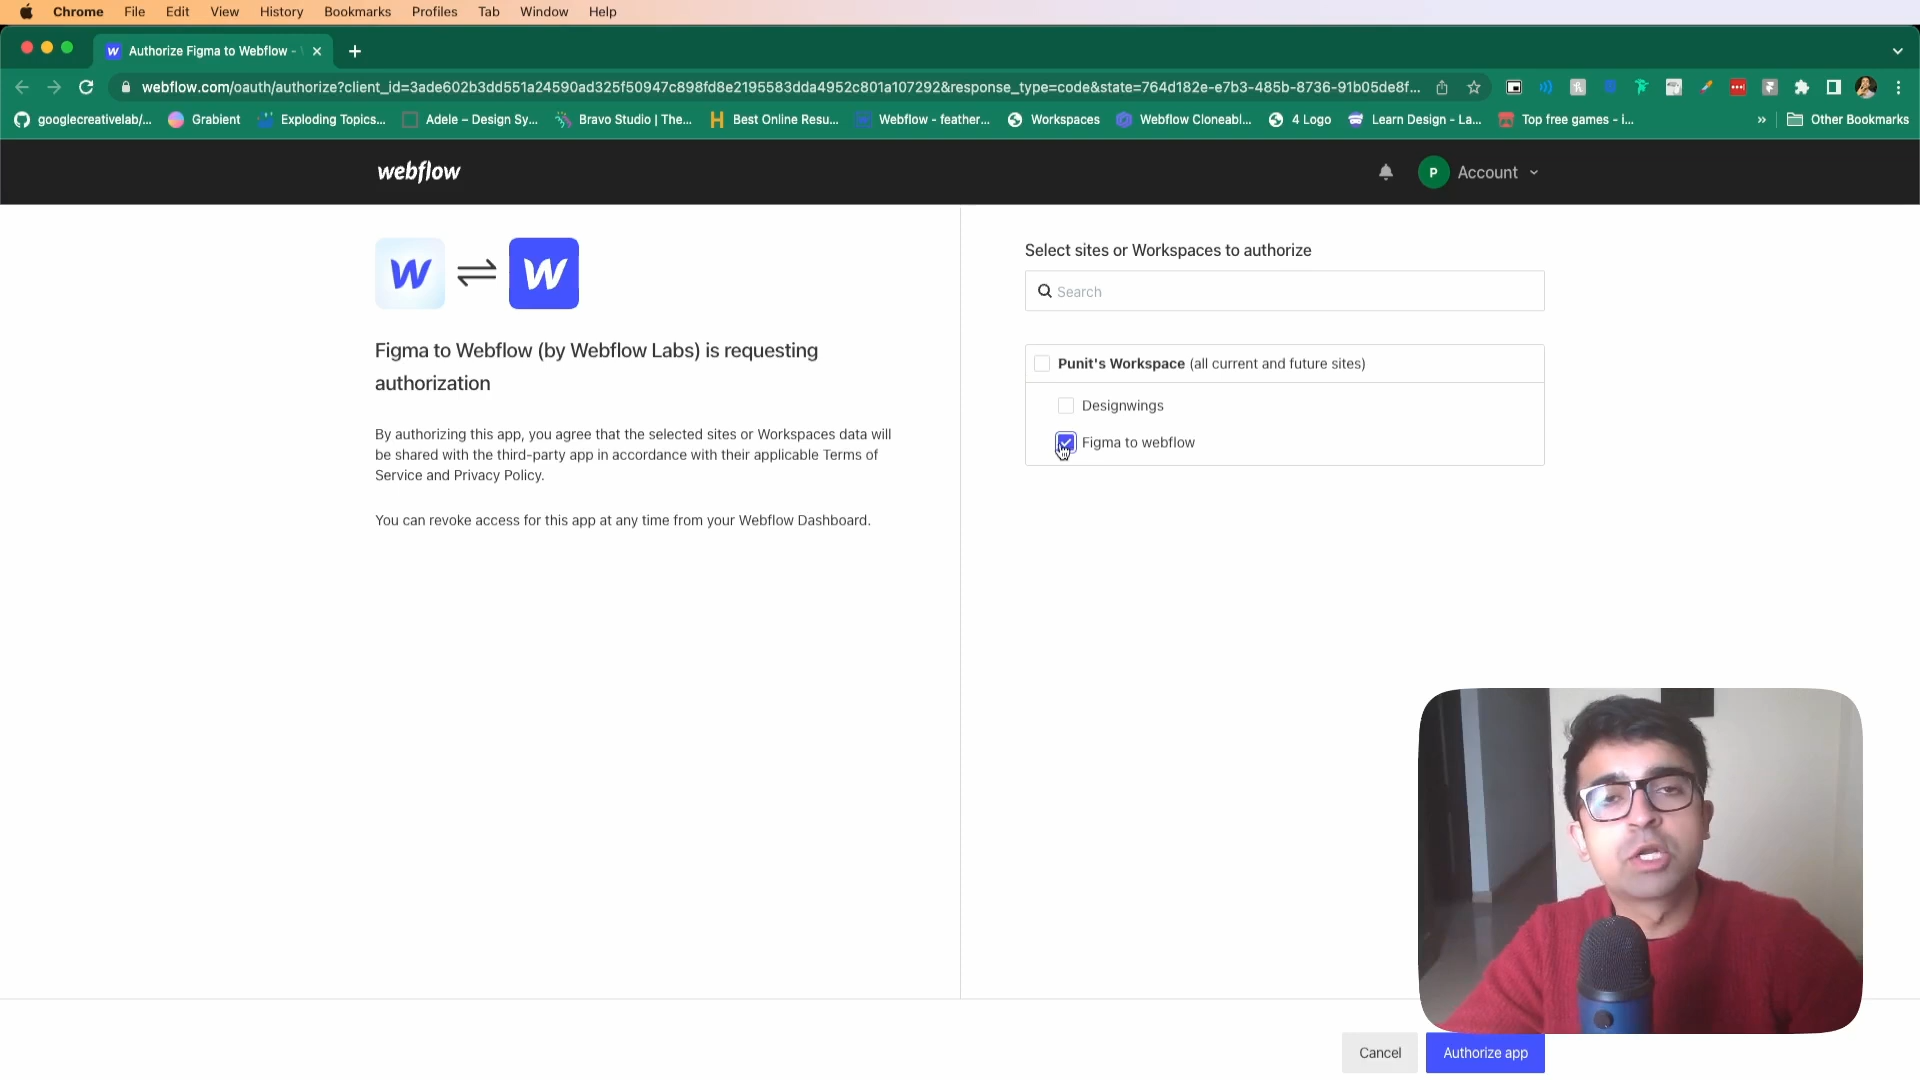 Chrome File Edit View History Bookmarks Profiles Tab Window Help
Authorize Figma to Webflow -
webflow.com/oauth/authorize?client_id=3ade602b3dd551a24590ad325f50947c898fd8e2195583dda4952c801a107292&response_type=code&state=764d182e-e7b3-485b-8736-91b05de8f...
googlecreativelab/... Grabient Exploding Topics... Adele – Design Sy... Bravo Studio | The... Best Online Resu... Webflow - feather... Workspaces Webflow Cloneabl... 4 Logo Learn Design - La... Top free games - i... » Other Bookmarks
webflow
P Account
Select sites or Workspaces to authorize
Search
Figma to Webflow (by Webflow Labs) is requesting
authorization
Punit's Workspace (all current and future sites)
Designwings
Figma to webflow
By authorizing this app, you agree that the selected sites or Workspaces data will
be shared with the third-party app in accordance with their applicable Terms of
Service and Privacy Policy.
You can revoke access for this app at any time from your Webflow Dashboard.
Cancel Authorize app